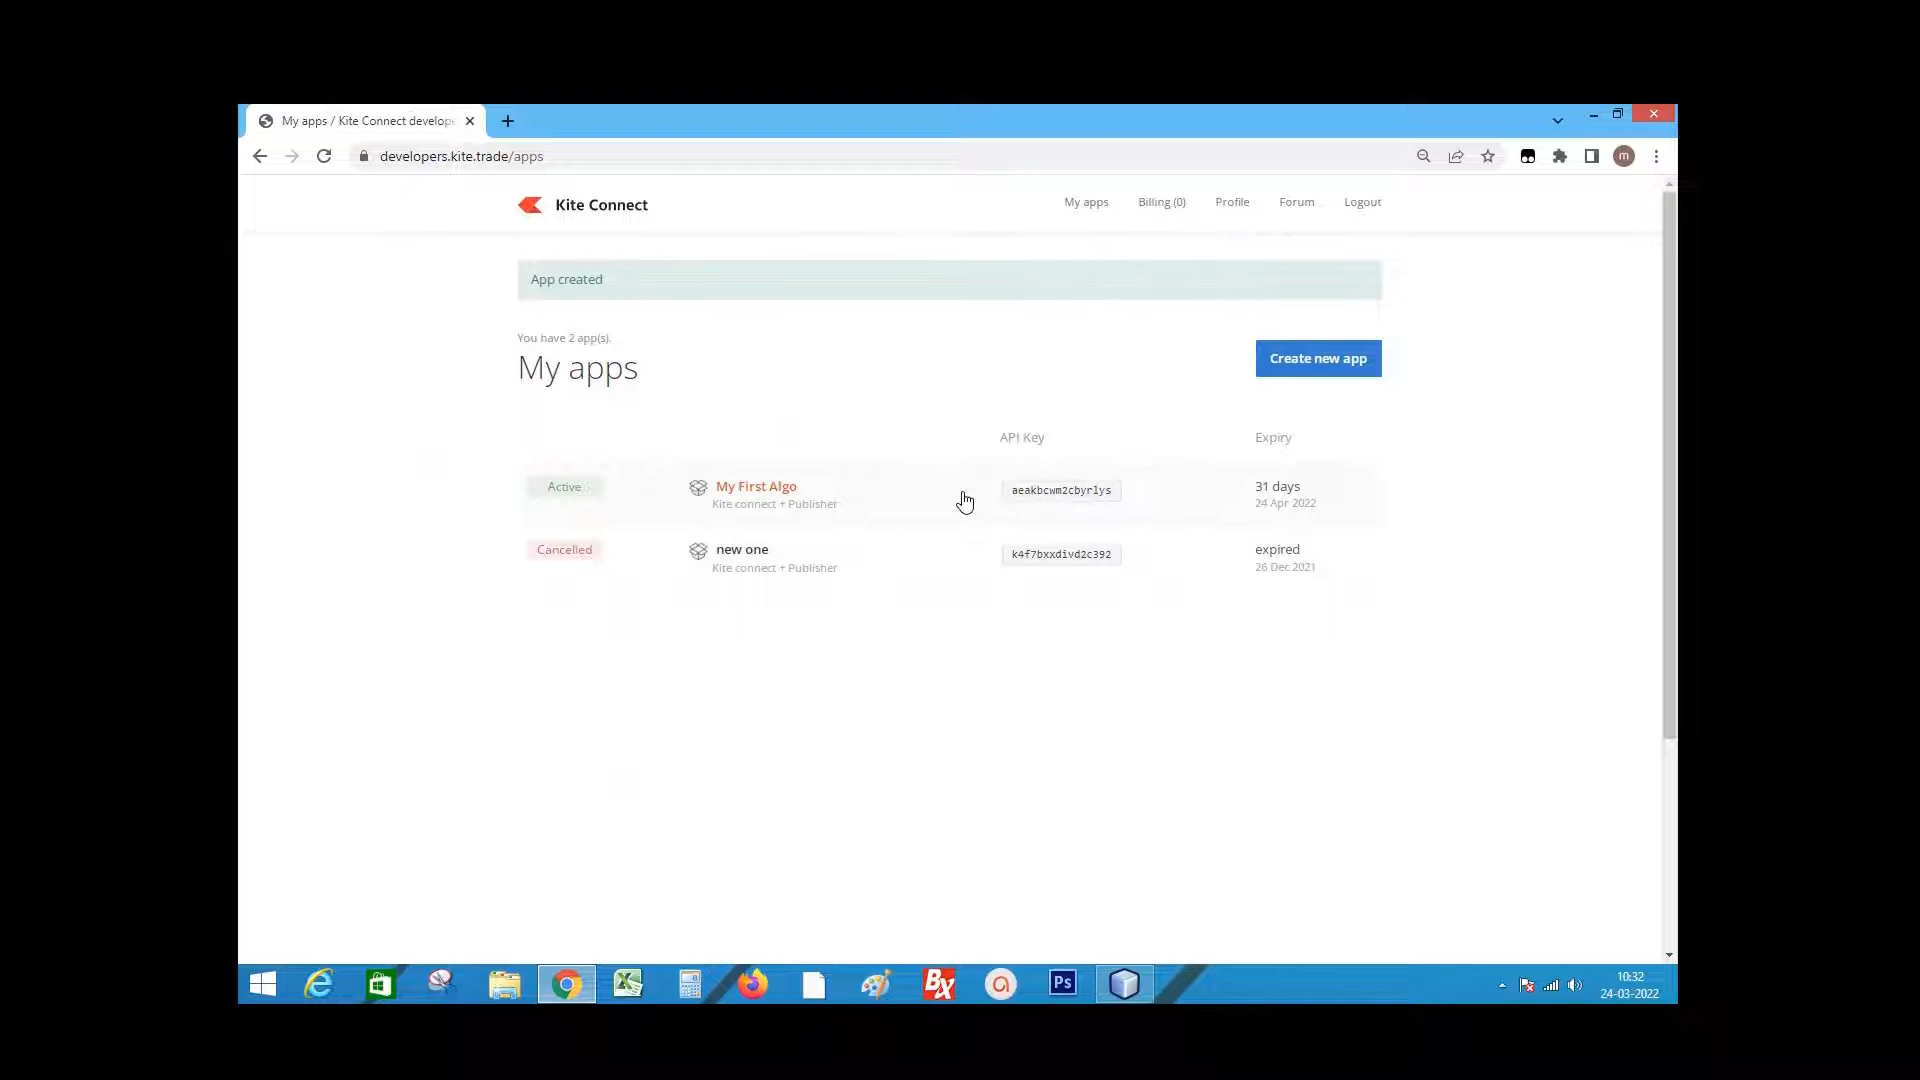 My apps / Kite Connect develope
developers.kite.trade/apps
m
Kite Connect
My apps
Billing (0)
Profile
Forum
Logout
App created
You have 2 app(s).
My apps
Create new app
API Key
Expiry
Active
My First Algo
Kite connect + Publisher
aeakbcwm2cbyrlys
31 days
24 Apr 2022
Cancelled
new one
Kite connect + Publisher
k4f7bxxdivd2c392
expired
26 Dec 2021
Bx
Ps
10:32
24-03-2022